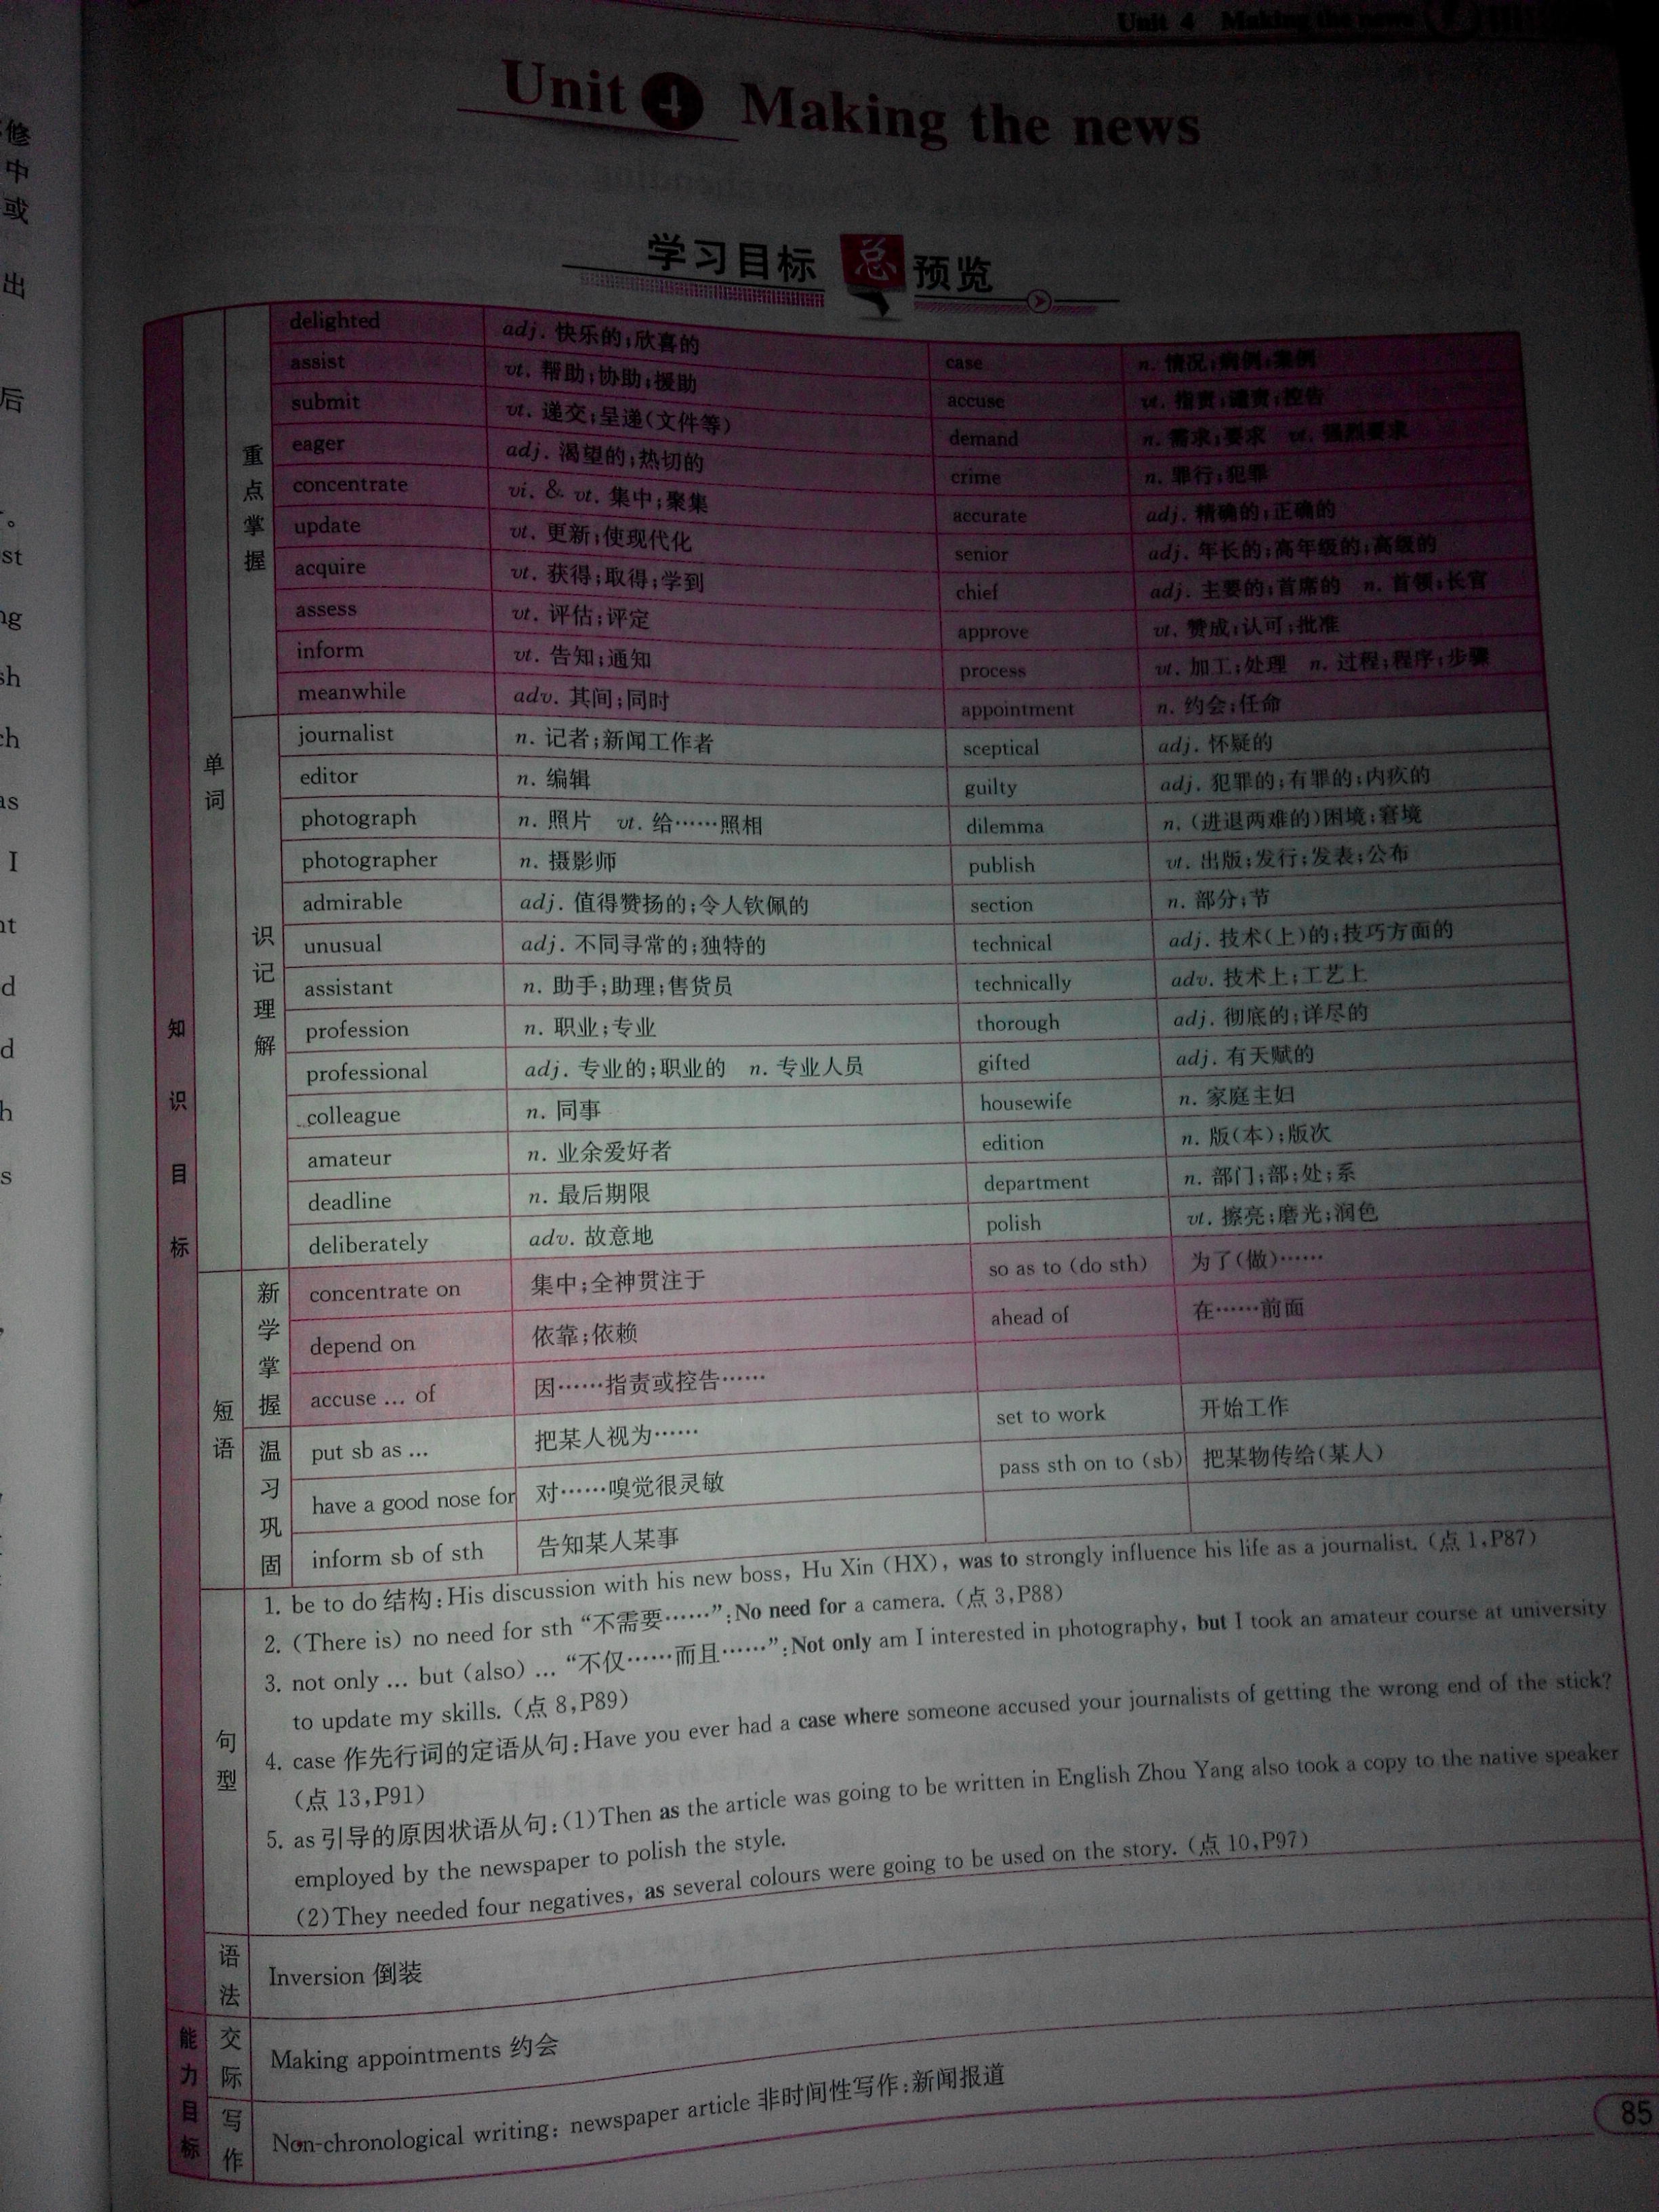 Unit 4 Making the news
Unit 4 Making the news
学习目标 总 预览
知识目标
单词
重点掌握
delighted adj. 快乐的;欣喜的
assist vt. 帮助;协助;援助 case n. 情况;病例;案例
submit vt. 递交;呈递(文件等) accuse vt. 指责;谴责;控告
eager adj. 渴望的;热切的 demand n. 需求;要求 vt. 强烈要求
concentrate vi. & vt. 集中;聚集 crime n. 罪行;犯罪
update vt. 更新;使现代化 accurate adj. 精确的;正确的
acquire vt. 获得;取得;学到 senior adj. 年长的;高年级的;高级的
assess vt. 评估;评定 chief adj. 主要的;首席的 n. 首领;长官
inform vt. 告知;通知 approve vt. 赞成;认可;批准
meanwhile adv. 其间;同时 process vt. 加工;处理 n. 过程;程序;步骤
appointment n. 约会;任命
识记理解
journalist n. 记者;新闻工作者 sceptical adj. 怀疑的
editor n. 编辑 guilty adj. 犯罪的;有罪的;内疚的
photograph n. 照片 vt. 给……照相 dilemma n. (进退两难的)困境;窘境
photographer n. 摄影师 publish vt. 出版;发行;发表;公布
admirable adj. 值得赞扬的;令人钦佩的 section n. 部分;节
unusual adj. 不同寻常的;独特的 technical adj. 技术(上)的;技巧方面的
assistant n. 助手;助理;售货员 technically adv. 技术上;工艺上
profession n. 职业;专业 thorough adj. 彻底的;详尽的
professional adj. 专业的;职业的 n. 专业人员 gifted adj. 有天赋的
colleague n. 同事 housewife n. 家庭主妇
amateur n. 业余爱好者 edition n. 版(本);版次
deadline n. 最后期限 department n. 部门;部;处;系
deliberately adv. 故意地 polish vt. 擦亮;磨光;润色
短语
新学掌握
concentrate on 集中;全神贯注于 so as to (do sth) 为了(做)……
depend on 依靠;依赖 ahead of 在……前面
accuse … of 因……指责或控告……
温习巩固
put sb as … 把某人视为…… set to work 开始工作
have a good nose for 对……嗅觉很灵敏 pass sth on to (sb) 把某物传给(某人)
inform sb of sth 告知某人某事
句型
1. be to do 结构:His discussion with his new boss, Hu Xin (HX), was to strongly influence his life as a journalist. (点 1,P87)
2. (There is) no need for sth “不需要……”:No need for a camera. (点 3,P88)
3. not only … but (also) … “不仅……而且……”:Not only am I interested in photography, but I took an amateur course at university
to update my skills. (点 8,P89)
4. case 作先行词的定语从句:Have you ever had a case where someone accused your journalists of getting the wrong end of the stick?
(点 13,P91)
5. as 引导的原因状语从句:(1)Then as the article was going to be written in English Zhou Yang also took a copy to the native speaker
employed by the newspaper to polish the style.
(2)They needed four negatives, as several colours were going to be used on the story. (点 10,P97)
语法
Inversion 倒装
能力目标
交际
Making appointments 约会
写作
Non-chronological writing: newspaper article 非时间性写作:新闻报道
85